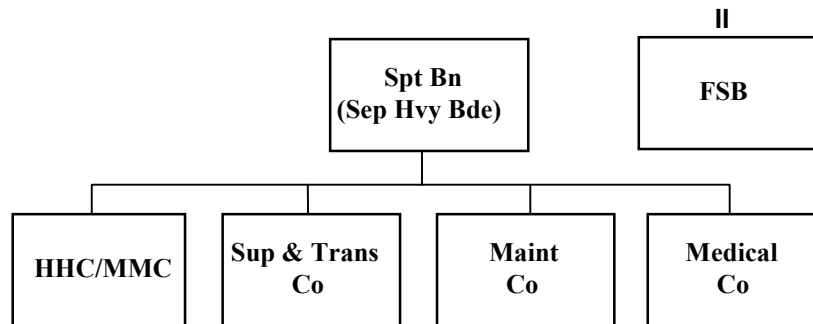 II
Spt Bn
(Sep Hvy Bde)
FSB
HHC/MMC
Sup & Trans
Co
Maint
Co
Medical
Co